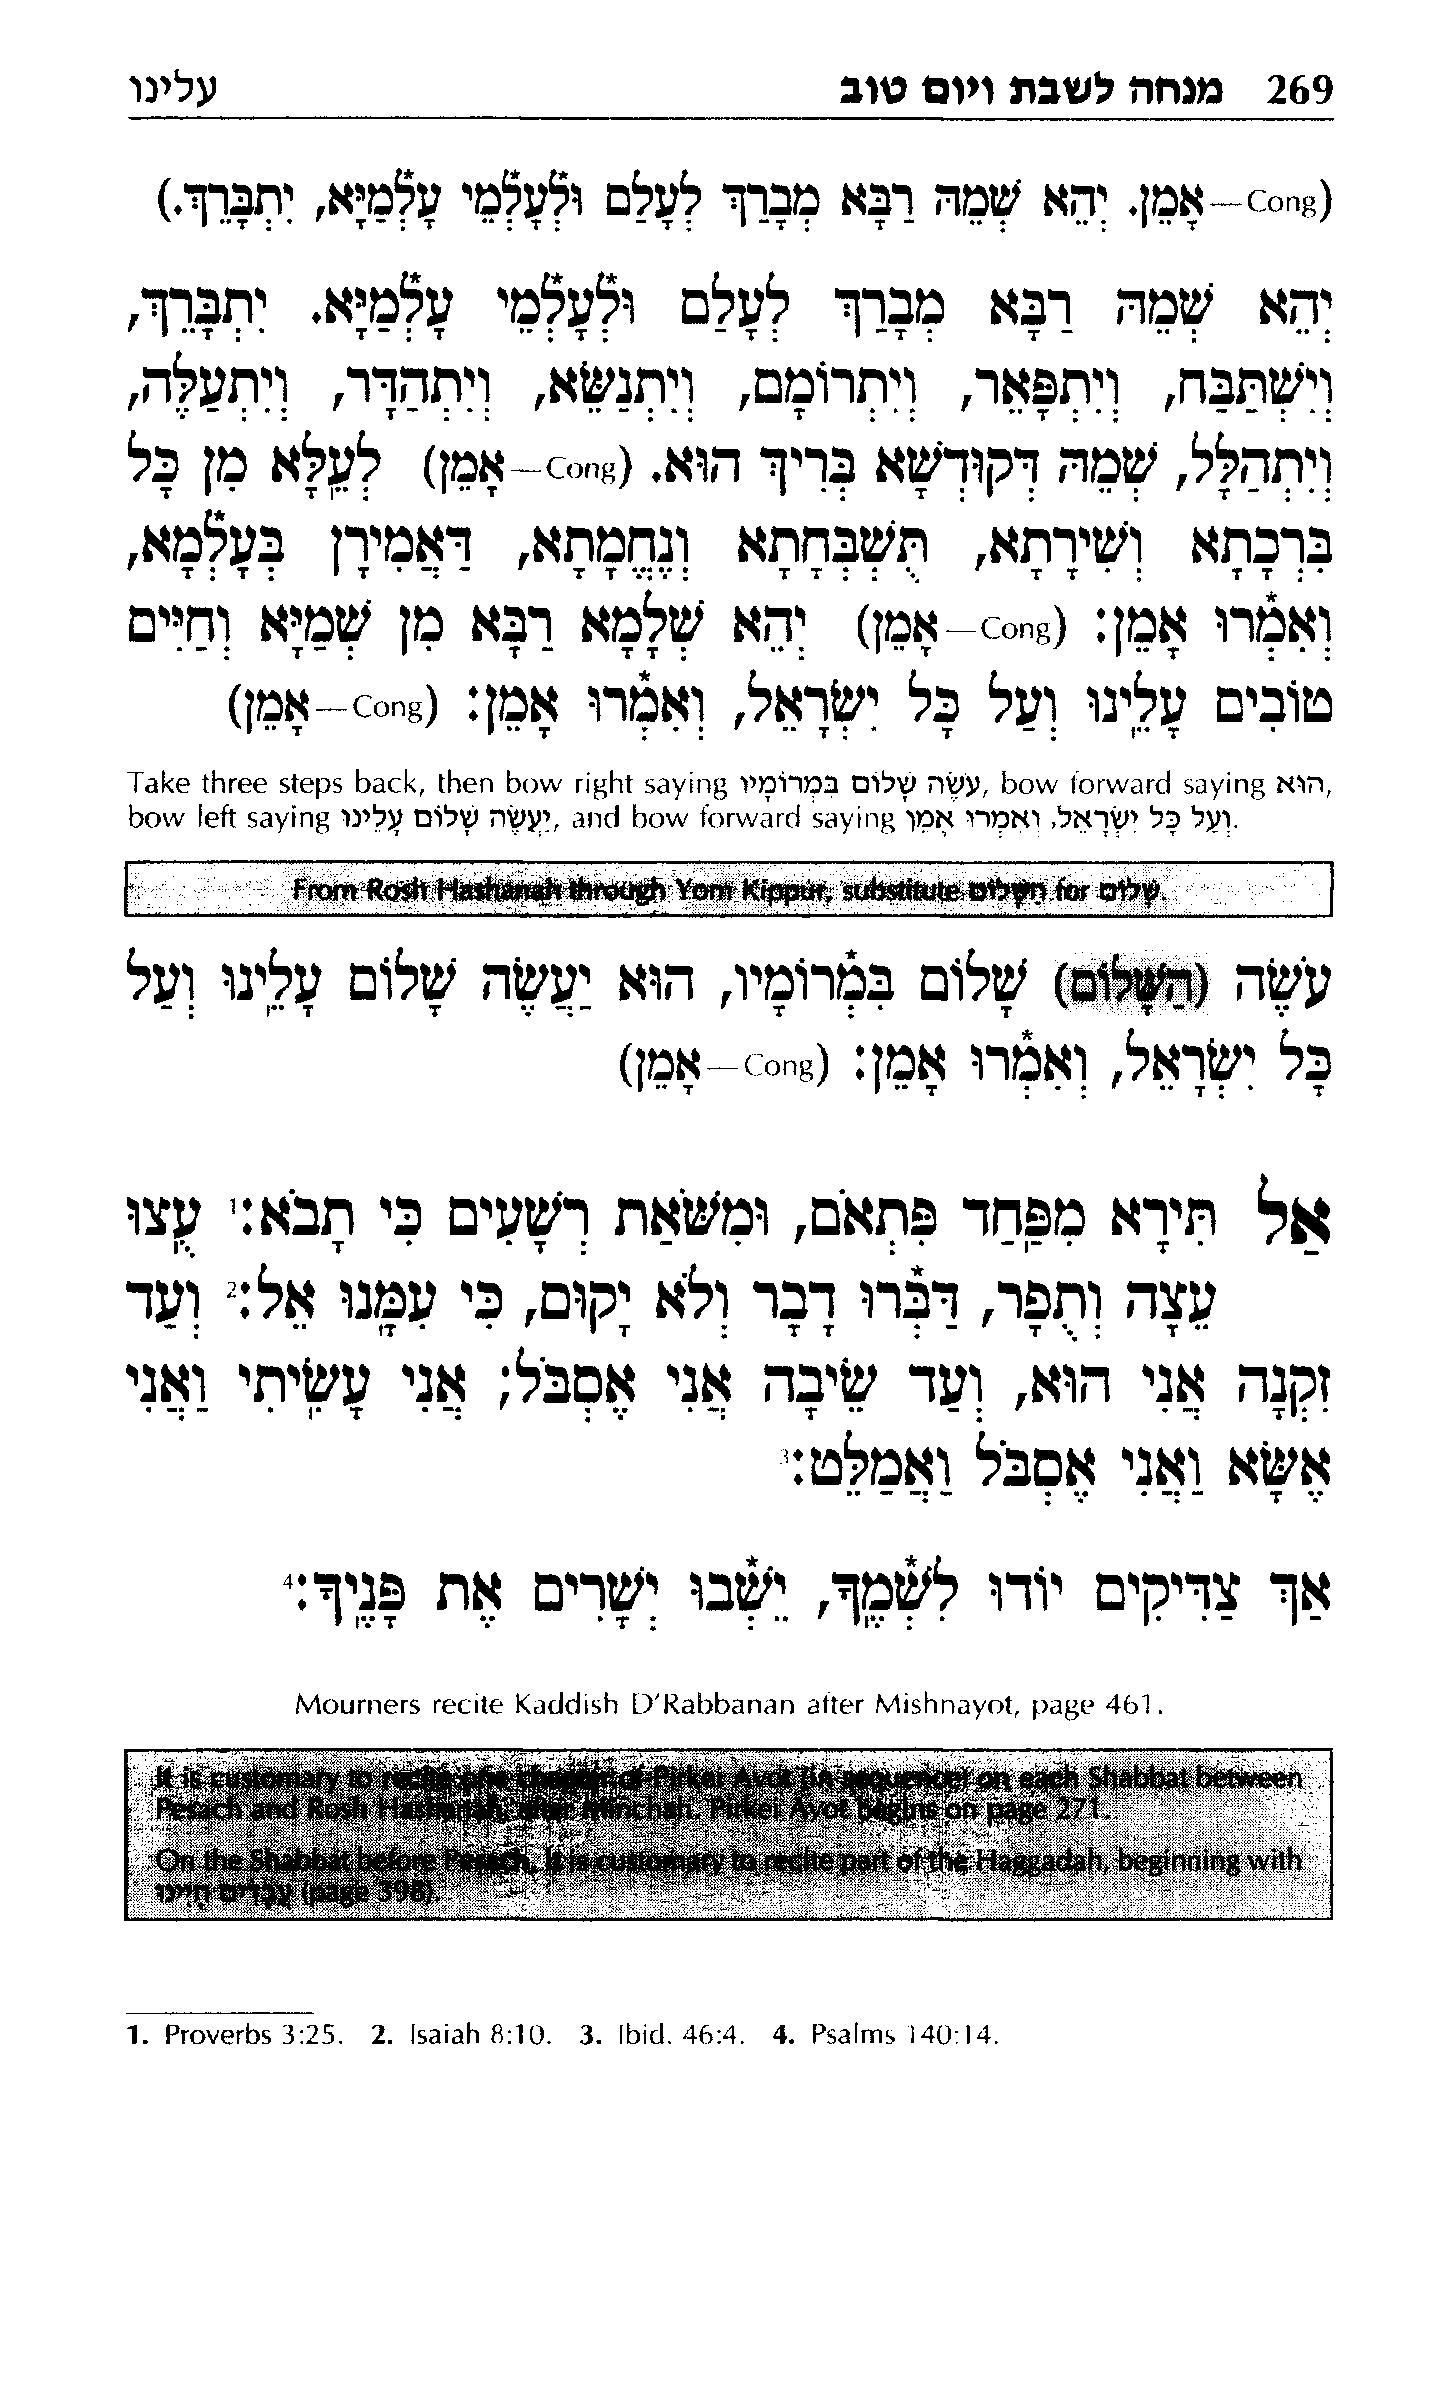 269 מנחה לשבת ויום טוב עלינו
(Cong—אָמֵן. יְהֵא שְׁמֵהּ רַבָּא מְבָרַךְ לְעָלַם וּלְעָלְ֯מֵי עָלְ֯מַיָּא, יִתְבָּרֵךְ.)
יְהֵא שְׁמֵהּ רַבָּא מְבָרַךְ לְעָלַם וּלְ֯עָלְ֯מֵי עָלְ֯מַיָּא. יִתְבָּרֵךְ,
וְיִשְׁתַּבַּח, וְיִתְפָּאֵר, וְיִתְרוֹמָם, וְיִתְנַשֵּׂא, וְיִתְהַדָּר, וְיִתְעַלֶּה,
וְיִתְהַלָּל, שְׁמֵהּ דְּקוּדְשָׁא בְּרִיךְ הוּא. (Cong—אָמֵן) לְעֵלָּא מִן כָּל
בִּרְכָתָא וְשִׁירָתָא, תֻּשְׁבְּחָתָא וְנֶחֱמָתָא, דַּאֲמִירָן בְּעָלְ֯מָא,
וְאִמְ֯רוּ אָמֵן: (Cong—אָמֵן) יְהֵא שְׁלָמָא רַבָּא מִן שְׁמַיָּא וְחַיִּים
טוֹבִים עָלֵינוּ וְעַל כָּל יִשְׂרָאֵל, וְאִמְ֯רוּ אָמֵן: (Cong—אָמֵן)
Take three steps back, then bow right saying עֹשֶׂה שָׁלוֹם בִּמְרוֹמָיו, bow forward saying הוּא,
bow left saying יַעֲשֶׂה שָׁלוֹם עָלֵינוּ, and bow forward saying וְעַל כָּל יִשְׂרָאֵל, וְאִמְרוּ אָמֵן.
From Rosh Hashanah through Yom Kippur, substitute הַשָּׁלוֹם for שָׁלוֹם.
עֹשֶׂה (הַשָּׁלוֹם) שָׁלוֹם בִּמְ֯רוֹמָיו, הוּא יַעֲשֶׂה שָׁלוֹם עָלֵינוּ וְעַל
כָּל יִשְׂרָאֵל, וְאִמְ֯רוּ אָמֵן: (Cong—אָמֵן)
אַל תִּירָא מִפַּחַד פִּתְאֹם, וּמִשֹּׁאַת רְשָׁעִים כִּי תָבֹא:1 עֻצוּ
עֵצָה וְתֻפָר, דַּבְּ֯רוּ דָבָר וְלֹא יָקוּם, כִּי עִמָּנוּ אֵל:2 וְעַד
זִקְנָה אֲנִי הוּא, וְעַד שֵׂיבָה אֲנִי אֶסְבֹּל; אֲנִי עָשִׂיתִי וַאֲנִי
אֶשָּׂא וַאֲנִי אֶסְבֹּל וַאֲמַלֵּט:3
אַךְ צַדִּיקִים יוֹדוּ לִשְׁ֯מֶךָ, יֵשְׁ֯בוּ יְשָׁרִים אֶת פָּנֶיךָ:4
Mourners recite Kaddish D'Rabbanan after Mishnayot, page 461.
It is customary to recite one chapter of Pirkei Avot (in sequence) on each Shabbat between
Pesach and Rosh Hashanah, after Minchah. Pirkei Avot begins on page 271.
On the Shabbat before Pesach, it is customary to recite part of the Haggadah, beginning with
עֲבָדִים הָיִינוּ (page 398).
1. Proverbs 3:25. 2. Isaiah 8:10. 3. Ibid. 46:4. 4. Psalms 140:14.